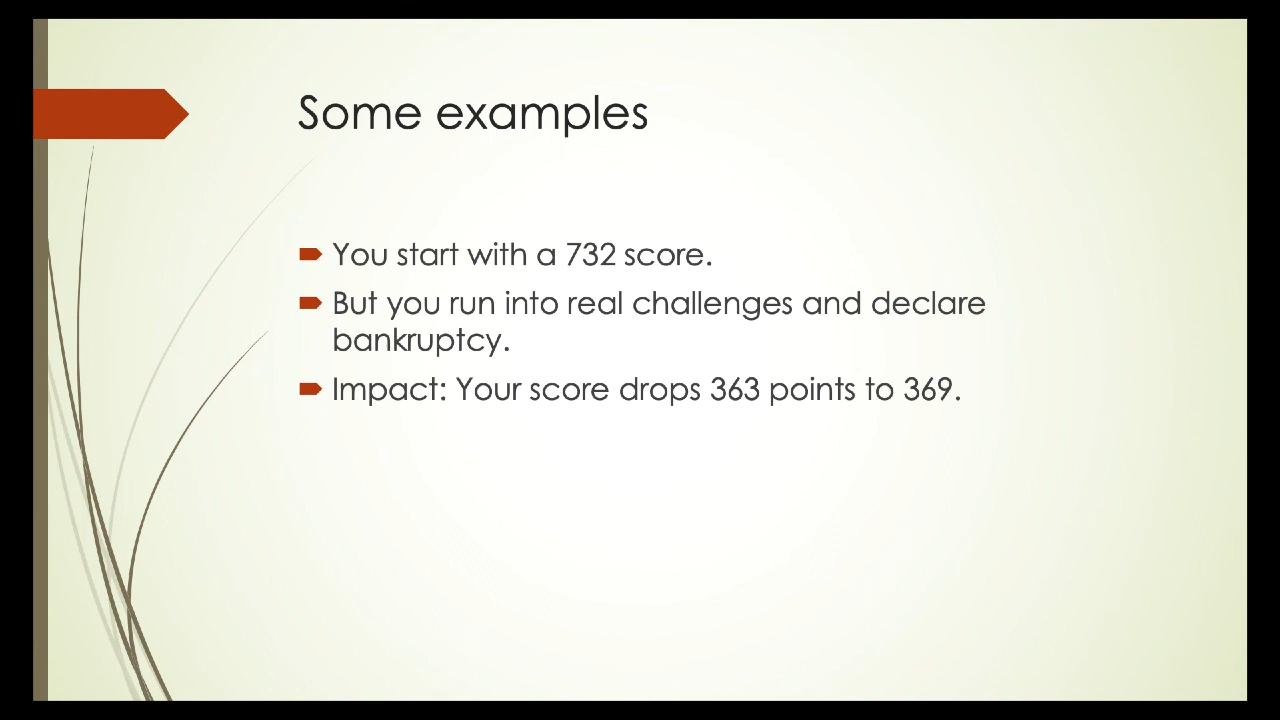 Some examples
You start with a 732 score.
But you run into real challenges and declare
bankruptcy.
Impact: Your score drops 363 points to 369.